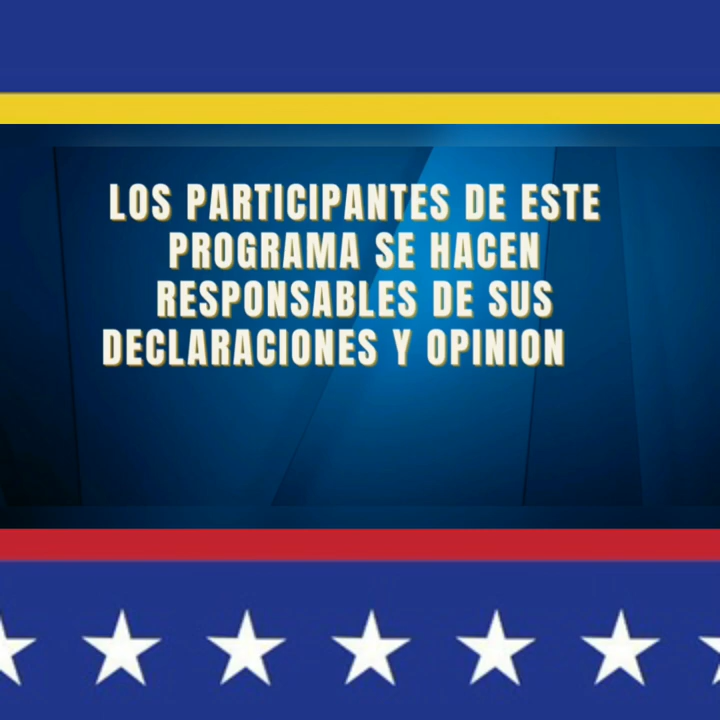 LOS PARTICIPANTES DE ESTE
PROGRAMA SE HACEN
RESPONSABLES DE SUS
DECLARACIONES Y OPINION